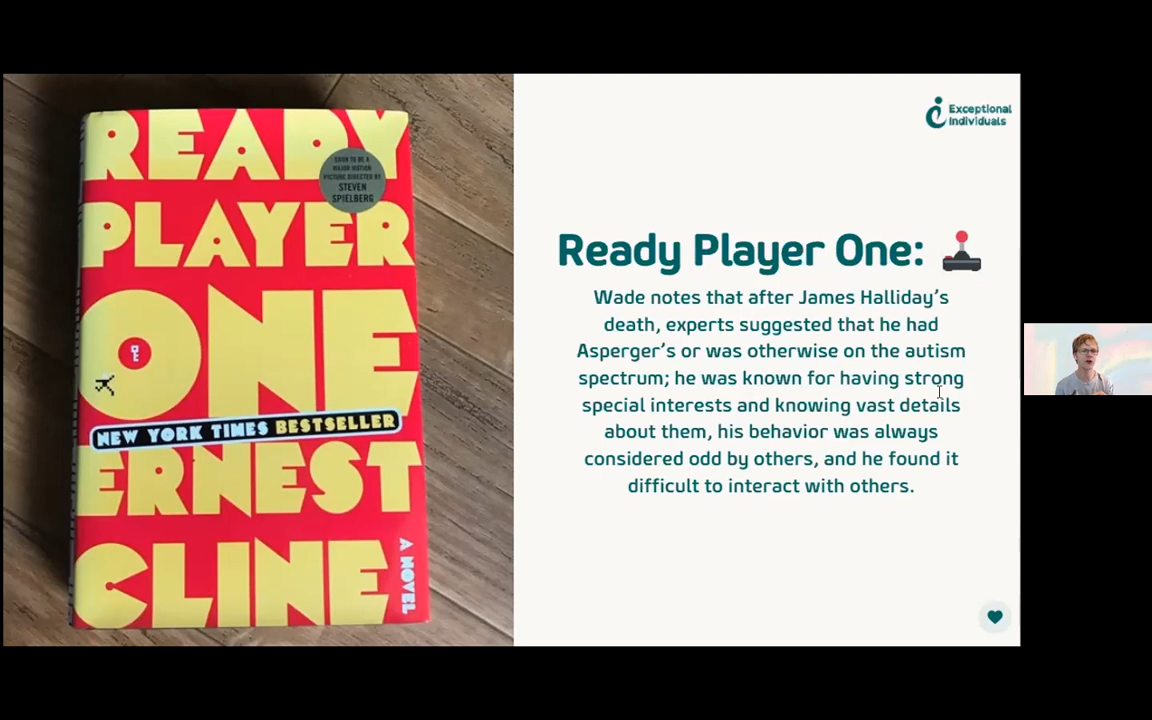 READY
PLAYER
ONE
SOON TO BE A
MAJOR MOTION
PICTURE DIRECTED BY
STEVEN
SPIELBERG
NEW YORK TIMES BESTSELLER
ERNEST
CLINE
A NOVEL
Exceptional
Individuals
Ready Player One:
Wade notes that after James Halliday's
death, experts suggested that he had
Asperger's or was otherwise on the autism
spectrum; he was known for having strong
special interests and knowing vast details
about them, his behavior was always
considered odd by others, and he found it
difficult to interact with others.